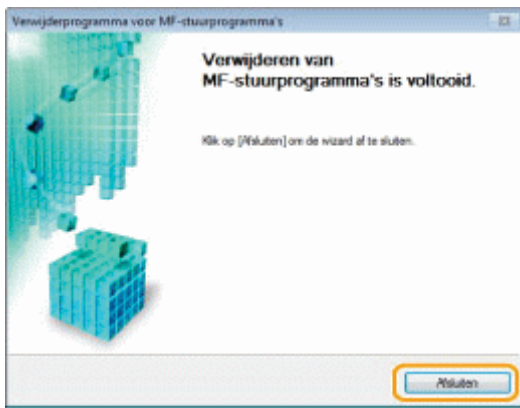 Verwijderprogramma voor MF-stuurprogramma's
Verwijderen van
MF-stuurprogramma's is voltooid.
Klik op [Afsluiten] om de wizard af te sluiten.
Afsluiten